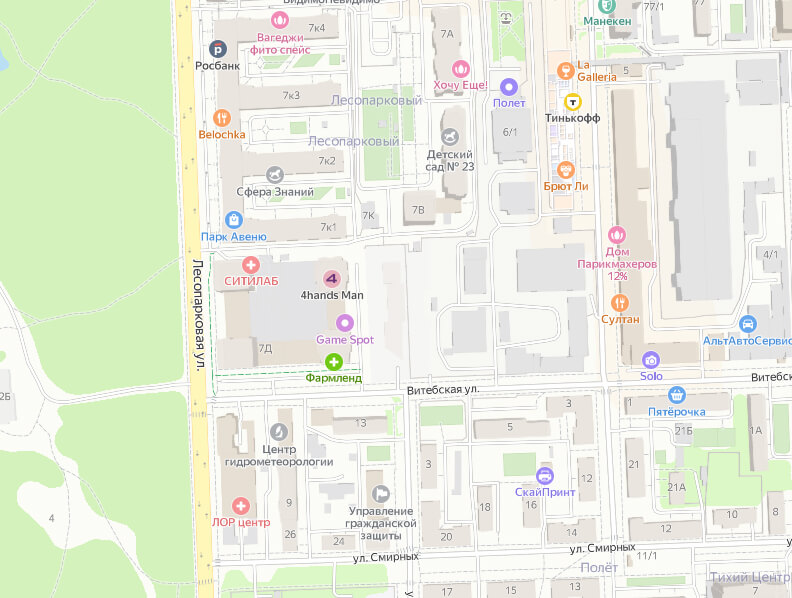 ВидимоНевидимо
77/1
Манекен
7к4
Вагеджи
фито спейс
7А
Росбанк
La
Galleria
5
Хочу Еще!
7к3
Лесопарковый
Полет
Тинькофф
Belochka
Лесопарковый
6/1
Детский
сад № 23
7к2
Сфера Знаний
Брют Ли
7К
7В
7к1
Парк Авеню
Дом
Парикмахеров
12%
4/1
СИТИЛАБ
4
4hands Man
Лесопарковая ул.
Султан
Game Spot
7Д
АльтАвтоСервис
Фармленд
Solo
Витебская ул.
Витебск
2Б
1
Пятёрочка
3
13
5
21Б
1А
Центр
гидрометеорологии
3
21
12
СкайПринт
21А
9
18
16
4
ЛОР центр
Управление
гражданской
защиты
10
8
14
12
26
24
20
ул. Смирных
ул. Смирных
11/1
Полёт
Тихий Центр
17
15
13
7